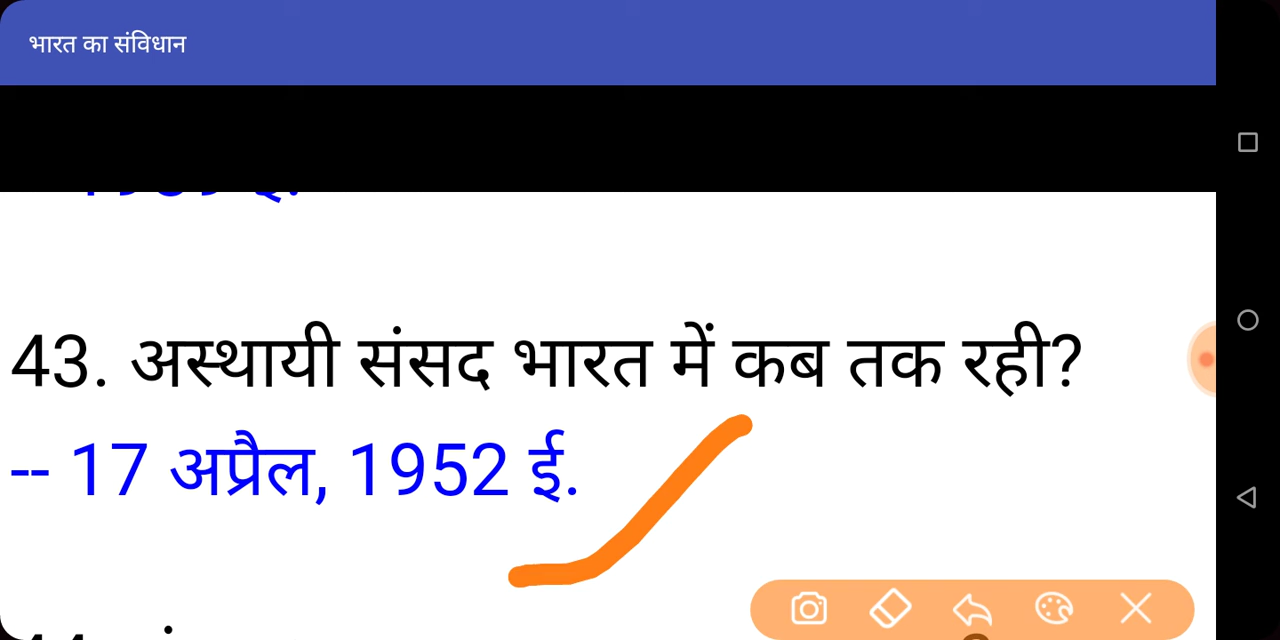 भारत का संविधान
43. अस्थायी संसद भारत में कब तक रही?
-- 17 अप्रैल, 1952 ई.